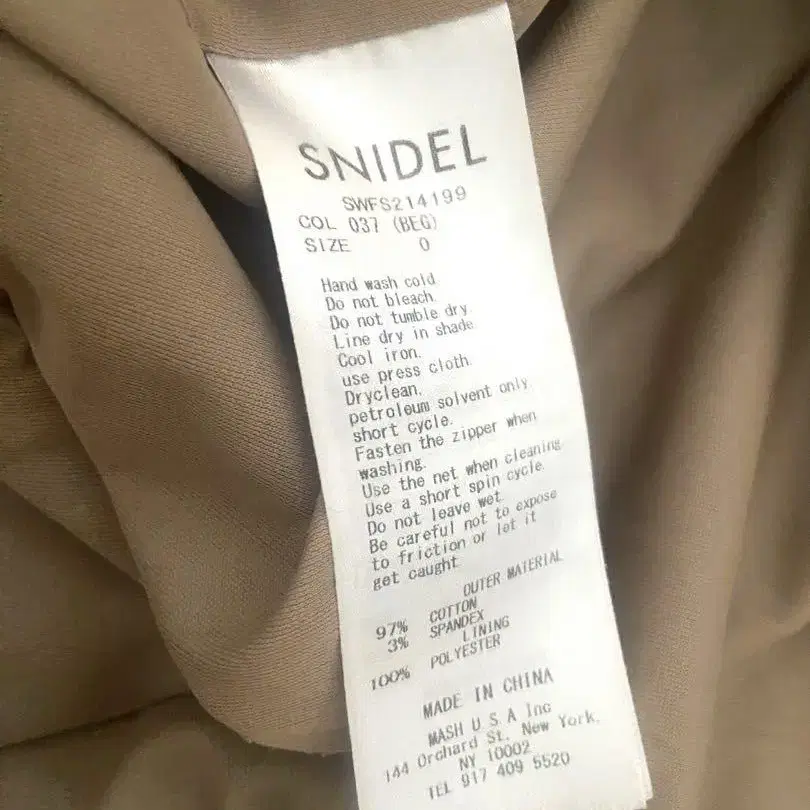 SNIDEL
SWFS214199
COL 037 (BEG)
SIZE 0
Hand wash cold.
Do not bleach.
Do not tumble dry.
Line dry in shade.
Cool iron.
use press cloth.
Dryclean.
petroleum solvent only.
short cycle.
Fasten the zipper when
washing.
Use the net when cleaning.
Use a short spin cycle.
Do not leave wet.
Be careful not to expose
to friction or let it
get caught.
OUTER MATERIAL
97% COTTON
3% SPANDEX
LINING
100% POLYESTER
MADE IN CHINA
MASH U S A Inc
144 Orchard St. New York,
NY 10002
TEL 917 409 5520